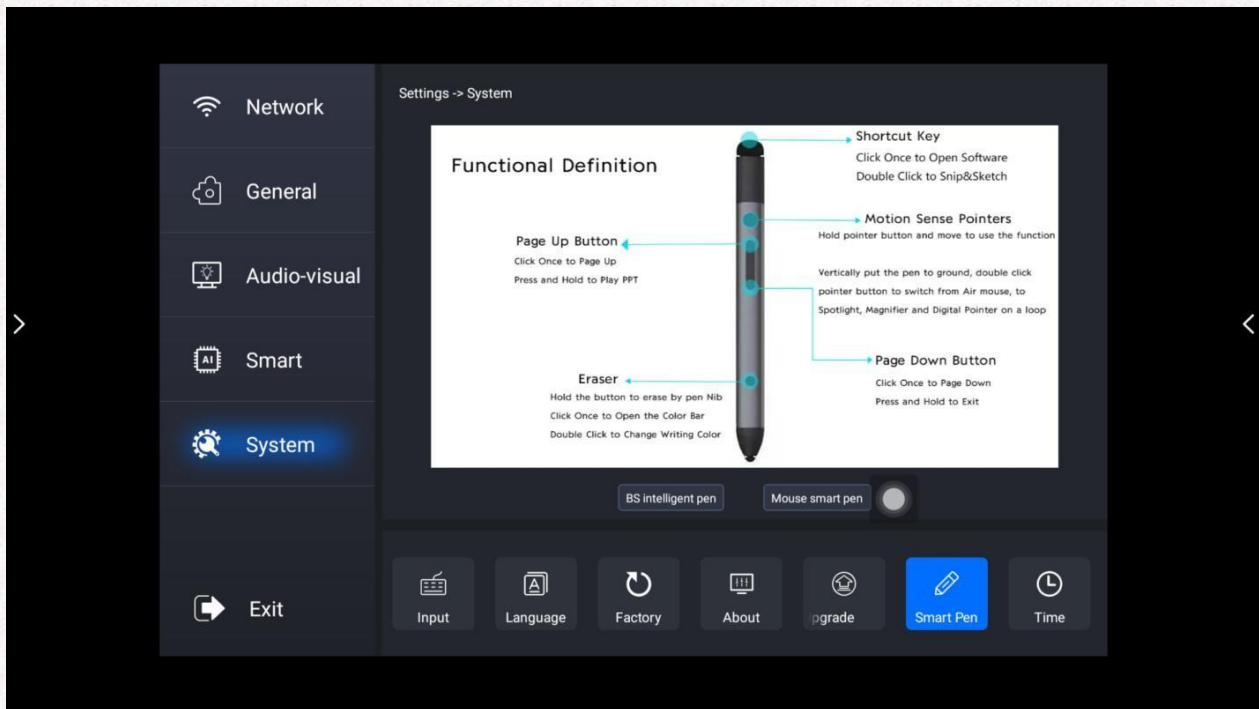 Network
General
Audio-visual
AI
Smart
System
Exit
Settings -> System
Functional Definition
Shortcut Key
Click Once to Open Software
Double Click to Snip&Sketch
Motion Sense Pointers
Hold pointer button and move to use the function
Vertically put the pen to ground, double click
pointer button to switch from Air mouse, to
Spotlight, Magnifier and Digital Pointer on a loop
Page Up Button
Click Once to Page Up
Press and Hold to Play PPT
Page Down Button
Click Once to Page Down
Press and Hold to Exit
Eraser
Hold the button to erase by pen Nib
Click Once to Open the Color Bar
Double Click to Change Writing Color
BS intelligent pen
Mouse smart pen
Input
A
Language
Factory
About
pgrade
Smart Pen
Time